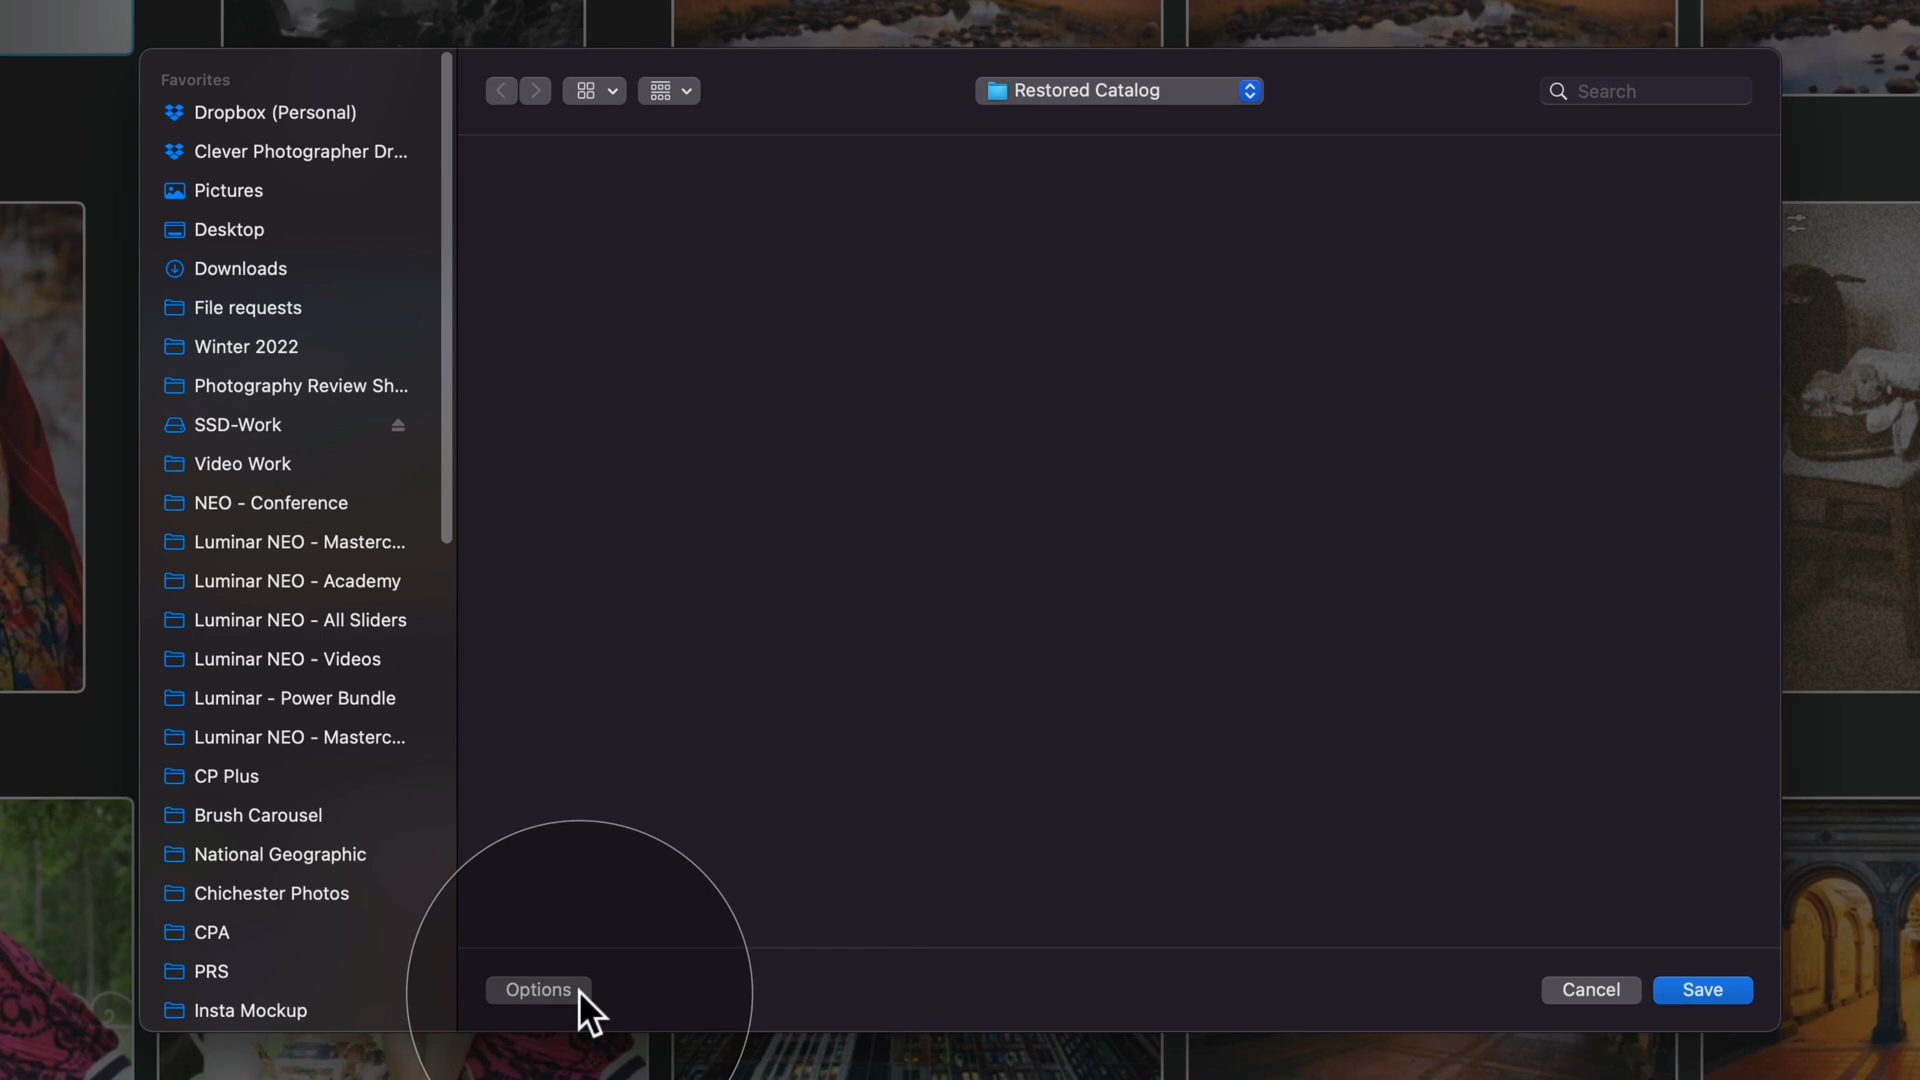 Favorites
Dropbox (Personal)
Clever Photographer Dr...
Pictures
Desktop
Downloads
File requests
Winter 2022
Photography Review Sh...
SSD-Work
Video Work
NEO - Conference
Luminar NEO - Masterc...
Luminar NEO - Academy
Luminar NEO - All Sliders
Luminar NEO - Videos
Luminar - Power Bundle
Luminar NEO - Masterc...
CP Plus
Brush Carousel
National Geographic
Chichester Photos
CPA
PRS
Insta Mockup
Restored Catalog
Search
Options
Cancel
Save